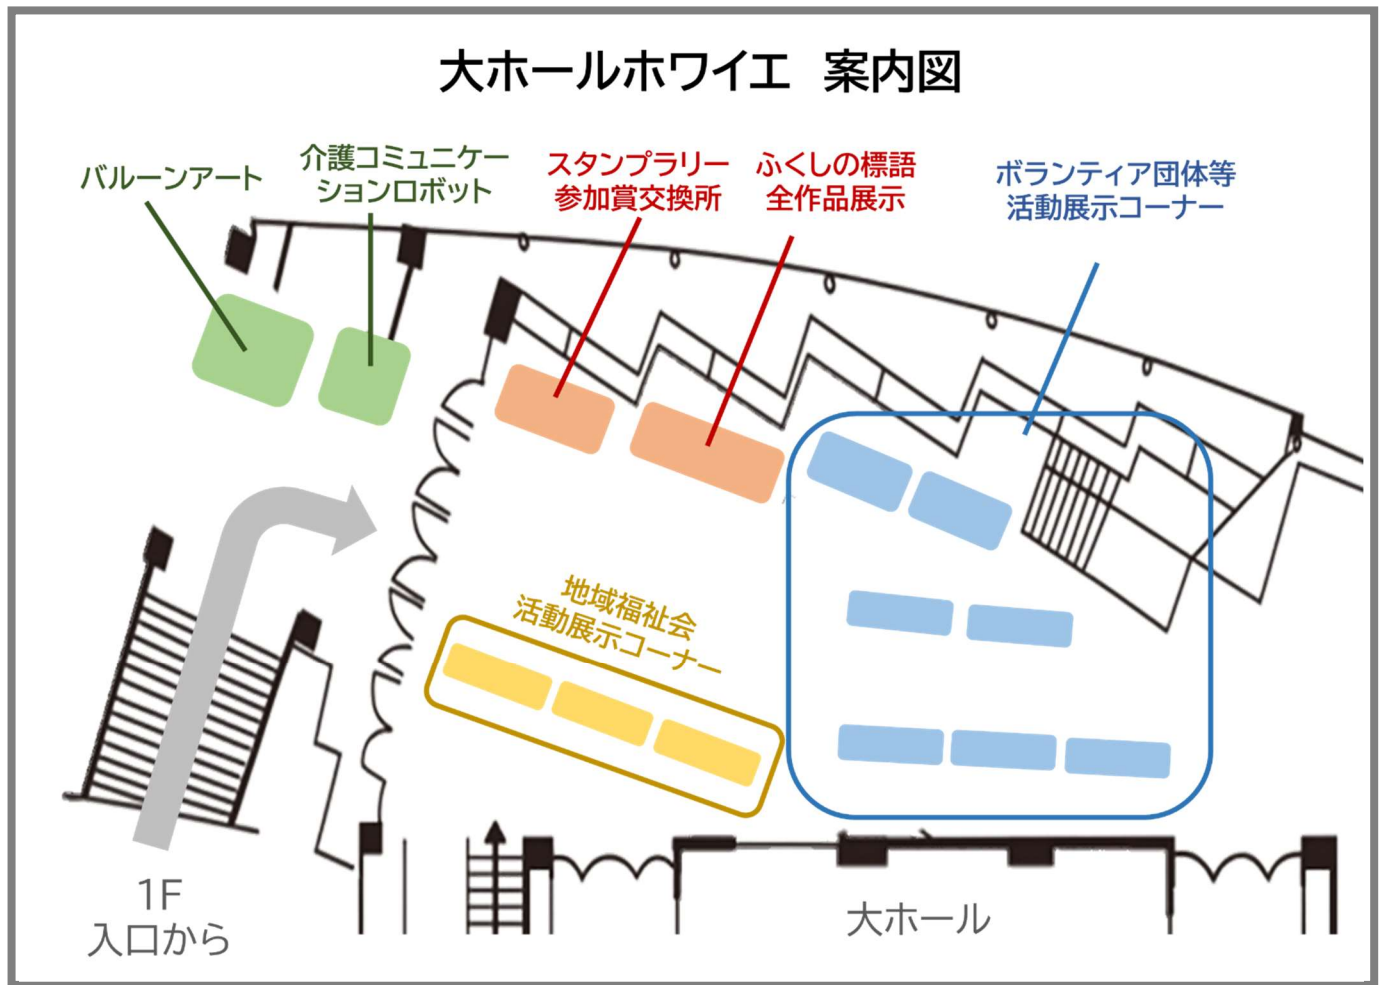 大ホールホワイエ　案内図
バルーンアート
介護コミュニケー
ションロボット
スタンプラリー
参加賞交換所
ふくしの標語
全作品展示
ボランティア団体等
活動展示コーナー
地域福祉会
活動展示コーナー
1F
入口から
大ホール